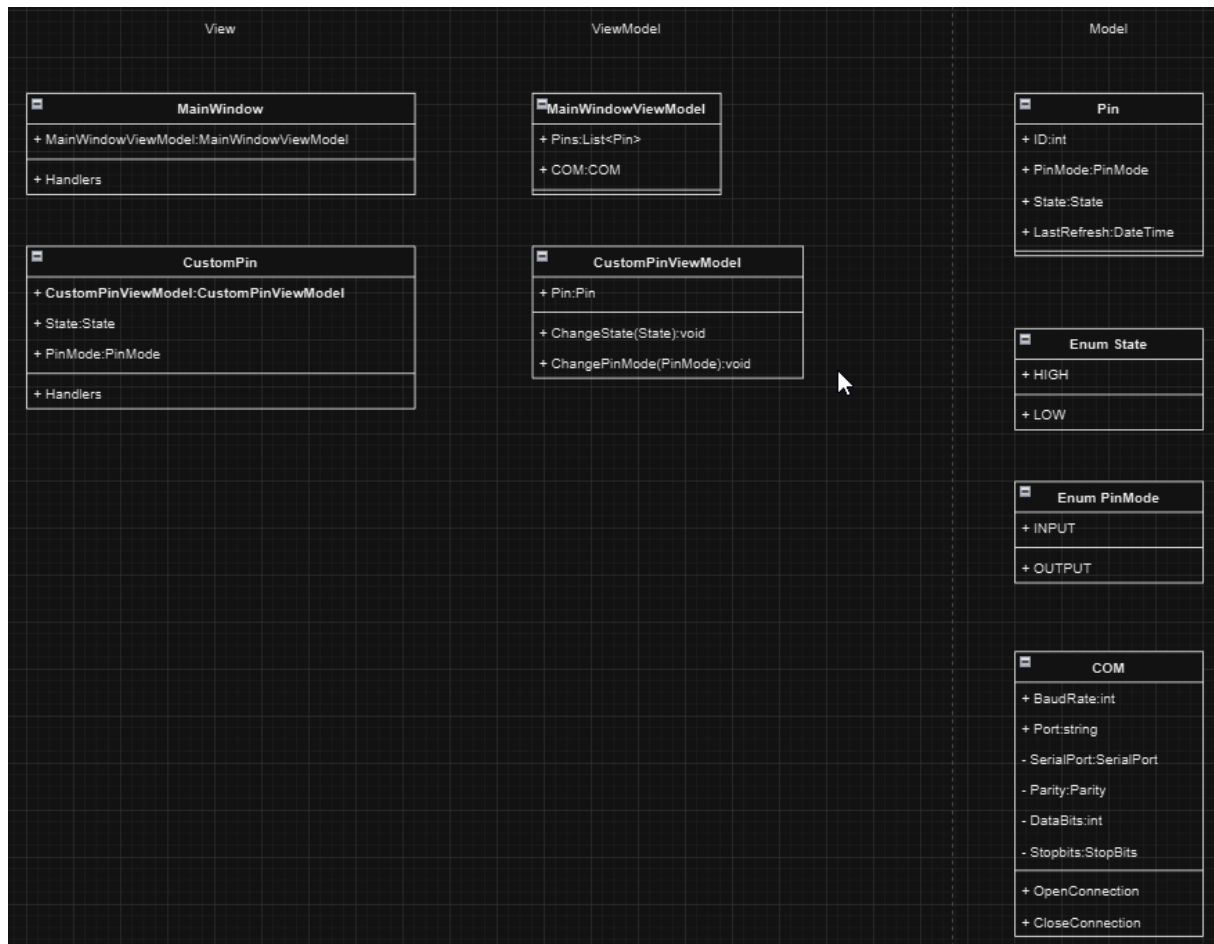 View
ViewModel
Model
MainWindow
+ MainWindowViewModel:MainWindowViewModel
+ Handlers
MainWindowViewModel
+ Pins:List<Pin>
+ COM:COM
Pin
+ ID:int
+ PinMode:PinMode
+ State:State
+ LastRefresh:DateTime
CustomPin
+ CustomPinViewModel:CustomPinViewModel
+ State:State
+ PinMode:PinMode
+ Handlers
CustomPinViewModel
+ Pin:Pin
+ ChangeState(State):void
+ ChangePinMode(PinMode):void
Enum State
+ HIGH
+ LOW
Enum PinMode
+ INPUT
+ OUTPUT
COM
+ BaudRate:int
+ Port:string
- SerialPort:SerialPort
- Parity:Parity
- DataBits:int
- Stopbits:StopBits
+ OpenConnection
+ CloseConnection